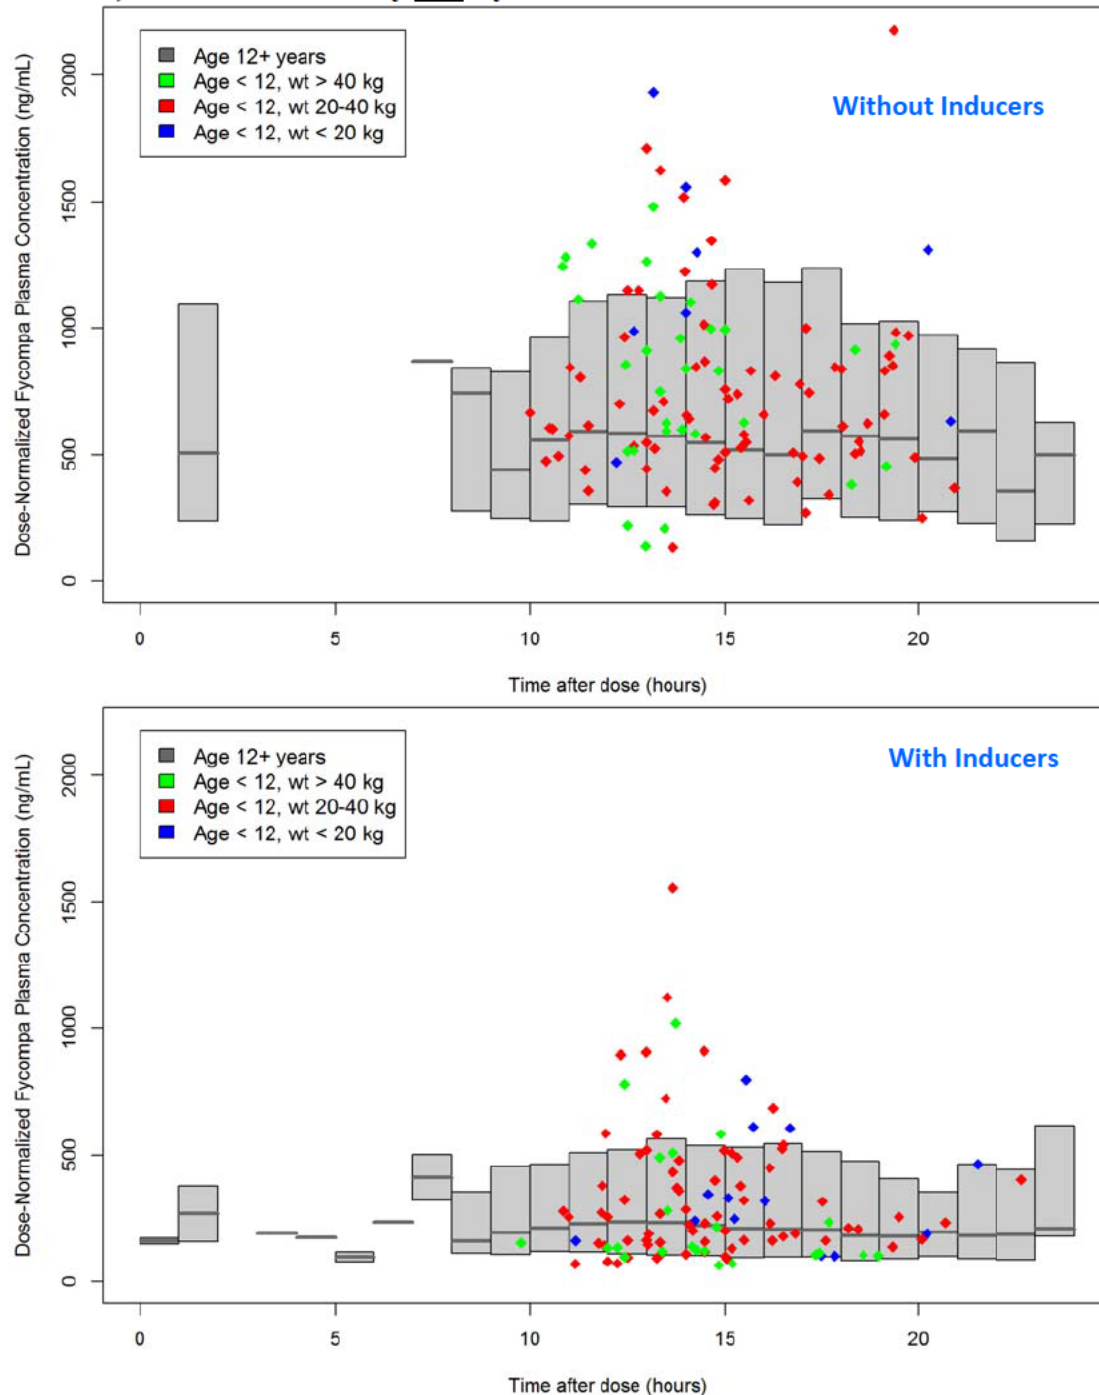 Age 12+ years
Age < 12, wt > 40 kg
Age < 12, wt 20-40 kg
Age < 12, wt < 20 kg
Without Inducers
Dose-Normalized Fycompa Plasma Concentration (ng/mL)
2000
1500
1000
500
0
0 5 10 15 20
Time after dose (hours)
Age 12+ years
Age < 12, wt > 40 kg
Age < 12, wt 20-40 kg
Age < 12, wt < 20 kg
With Inducers
Dose-Normalized Fycompa Plasma Concentration (ng/mL)
2000
1500
1000
500
0
0 5 10 15 20
Time after dose (hours)